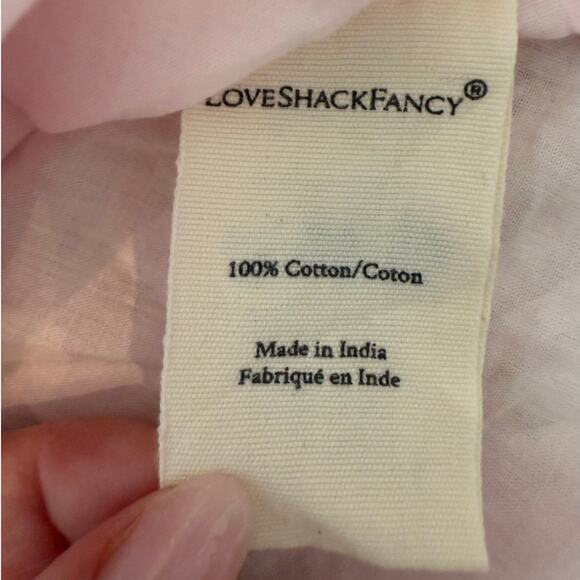 LOVESHACKFANCY®
100% Cotton/Coton
Made in India
Fabriqué en Inde